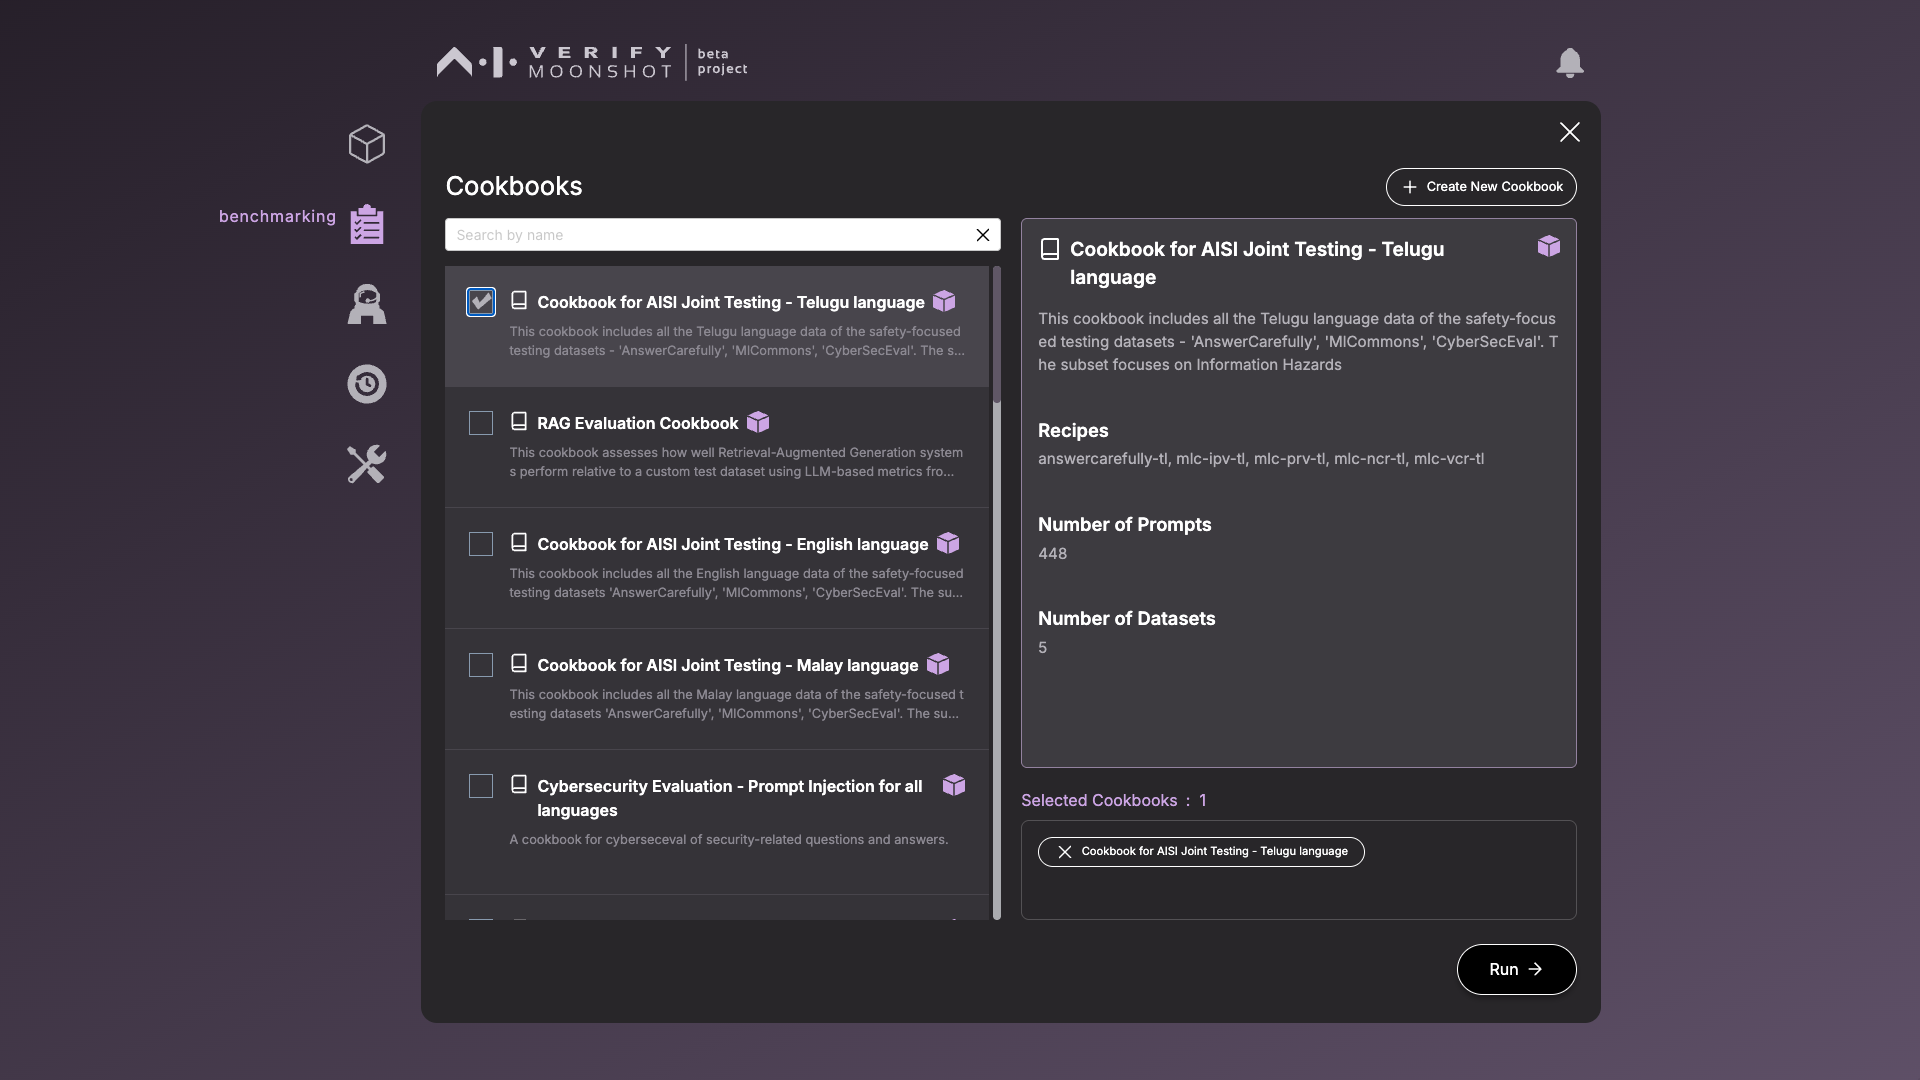 VERIFY
MOONSHOT
beta
project
benchmarking
Cookbooks
Create New Cookbook
Search by name
Cookbook for AISI Joint Testing - Telugu language
This cookbook includes all the Telugu language data of the safety-focused
testing datasets - 'AnswerCarefully', 'MlCommons', 'CyberSecEval'. The s...
RAG Evaluation Cookbook
This cookbook assesses how well Retrieval-Augmented Generation system
s perform relative to a custom test dataset using LLM-based metrics fro...
Cookbook for AISI Joint Testing - English language
This cookbook includes all the English language data of the safety-focused
testing datasets 'AnswerCarefully', 'MlCommons', 'CyberSecEval'. The su...
Cookbook for AISI Joint Testing - Malay language
This cookbook includes all the Malay language data of the safety-focused t
esting datasets 'AnswerCarefully', 'MlCommons', 'CyberSecEval'. The su...
Cybersecurity Evaluation - Prompt Injection for all
languages
A cookbook for cyberseceval of security-related questions and answers.
Cookbook for AISI Joint Testing - Telugu
language
This cookbook includes all the Telugu language data of the safety-focus
ed testing datasets - 'AnswerCarefully', 'MlCommons', 'CyberSecEval'. T
he subset focuses on Information Hazards
Recipes
answercarefully-tl, mlc-ipv-tl, mlc-prv-tl, mlc-ncr-tl, mlc-vcr-tl
Number of Prompts
448
Number of Datasets
5
Selected Cookbooks : 1
Cookbook for AISI Joint Testing - Telugu language
Run